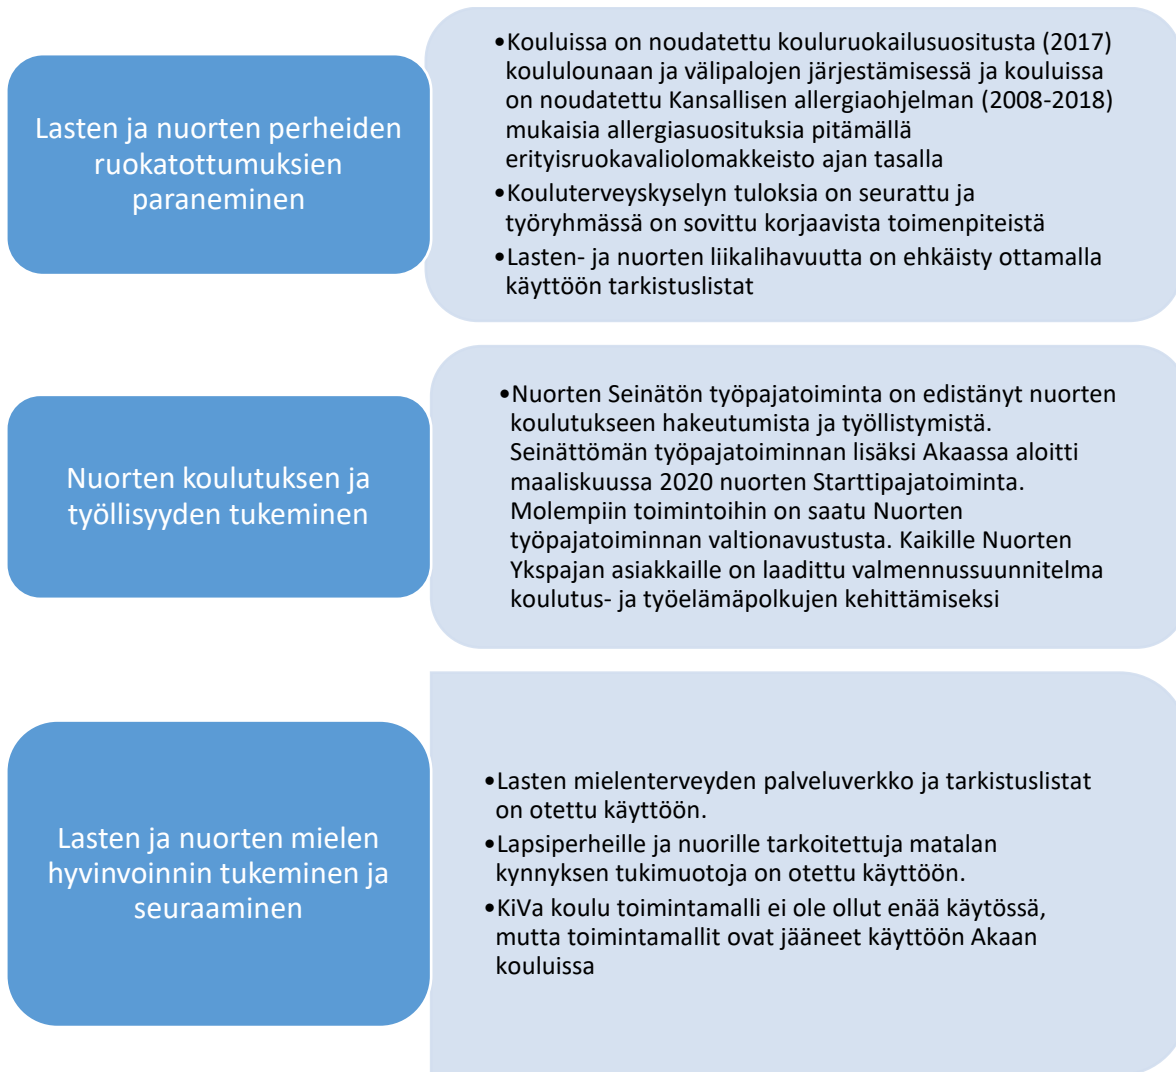 Lasten ja nuorten perheiden
ruokatottumuksien
paraneminen
•Kouluissa on noudatettu kouluruokailusuositusta (2017)
koululounaan ja välipalojen järjestämisessä ja kouluissa
on noudatettu Kansallisen allergiaohjelman (2008-2018)
mukaisia allergiasuosituksia pitämällä
erityisruokavaliolomakkeisto ajan tasalla
•Kouluterveyskyselyn tuloksia on seurattu ja
työryhmässä on sovittu korjaavista toimenpiteistä
•Lasten- ja nuorten liikalihavuutta on ehkäisty ottamalla
käyttöön tarkistuslistat
Nuorten koulutuksen ja
työllisyyden tukeminen
•Nuorten Seinätön työpajatoiminta on edistänyt nuorten
koulutukseen hakeutumista ja työllistymistä.
Seinättömän työpajatoiminnan lisäksi Akaassa aloitti
maaliskuussa 2020 nuorten Starttipajatoiminta.
Molempiin toimintoihin on saatu Nuorten
työpajatoiminnan valtionavustusta. Kaikille Nuorten
Ykspajan asiakkaille on laadittu valmennussuunnitelma
koulutus- ja työelämäpolkujen kehittämiseksi
Lasten ja nuorten mielen
hyvinvoinnin tukeminen ja
seuraaminen
•Lasten mielenterveyden palveluverkko ja tarkistuslistat
on otettu käyttöön.
•Lapsiperheille ja nuorille tarkoitettuja matalan
kynnyksen tukimuotoja on otettu käyttöön.
•KiVa koulu toimintamalli ei ole ollut enää käytössä,
mutta toimintamallit ovat jääneet käyttöön Akaan
kouluissa